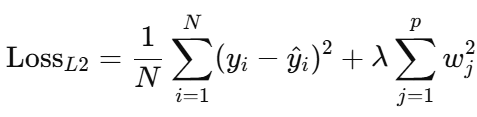 Loss_{L2} = \frac{1}{N} \sum_{i=1}^{N} (y_i - \hat{y}_i)^2 + \lambda \sum_{j=1}^{p} w_j^2